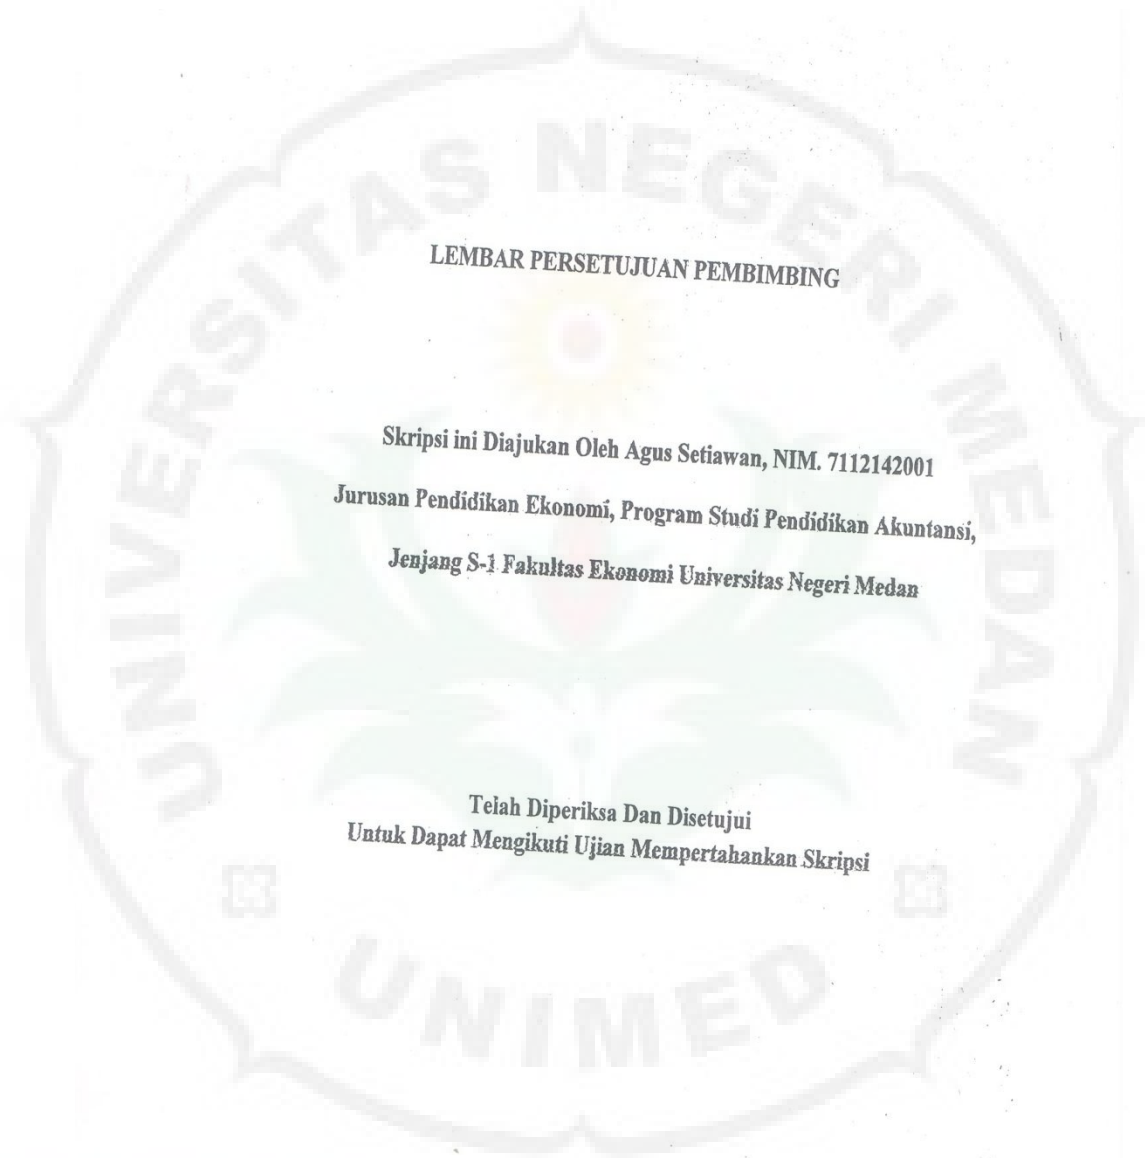 LEMBAR PERSETUJUAN PEMBIMBING
Skripsi ini Diajukan Oleh Agus Setiawan, NIM. 7112142001
Jurusan Pendidikan Ekonomi, Program Studi Pendidikan Akuntansi,
Jenjang S-1 Fakultas Ekonomi Universitas Negeri Medan
Telah Diperiksa Dan Disetujui
Untuk Dapat Mengikuti Ujian Mempertahankan Skripsi
UNIVERSITAS NEGERI MEDAN
UNIMED